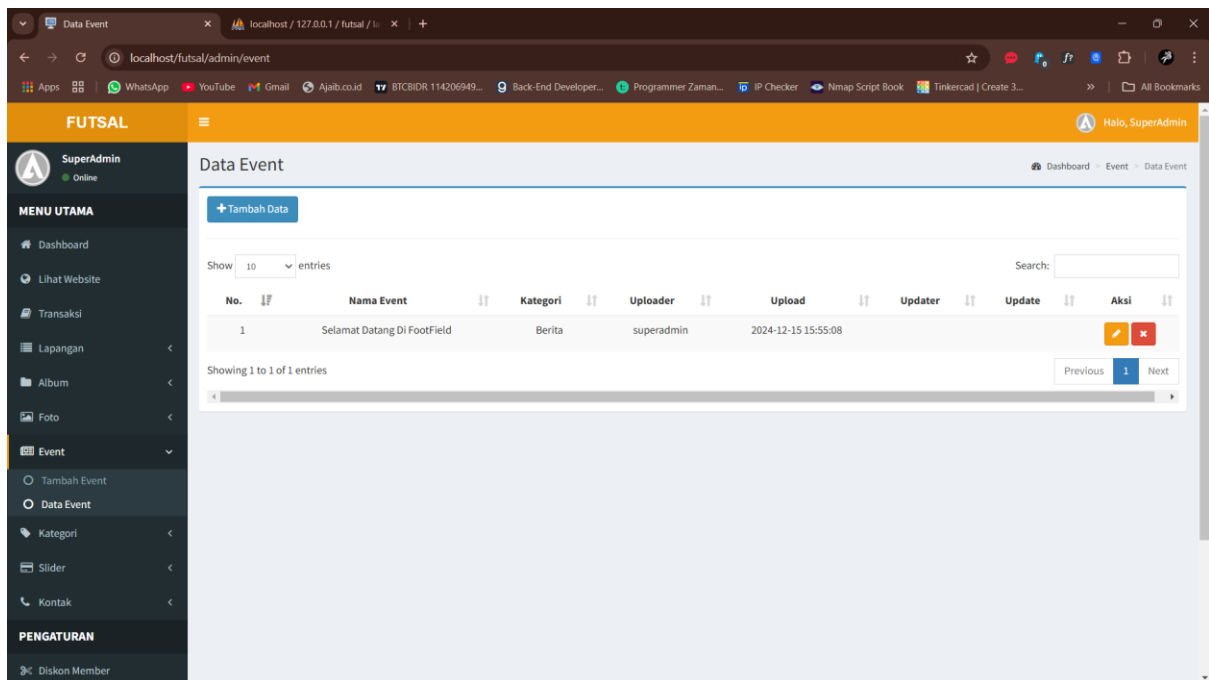 Data Event
localhost / 127.0.0.1 / futsal / la
localhost/futsal/admin/event
Apps WhatsApp YouTube Gmail Ajaib.co.id BTCBIDR 114206949... Back-End Developer... Programmer Zaman... IP Checker Nmap Script Book Tinkercad | Create 3... All Bookmarks
FUTSAL
Halo, SuperAdmin
SuperAdmin
Online
MENU UTAMA
Dashboard
Lihat Website
Transaksi
Lapangan
Album
Foto
Event
Tambah Event
Data Event
Kategori
Slider
Kontak
PENGATURAN
Diskon Member
Data Event
Dashboard > Event > Data Event
Tambah Data
Show 10 entries
Search:
No. Nama Event Kategori Uploader Upload Updater Update Aksi
1 Selamat Datang Di FootField Berita superadmin 2024-12-15 15:55:08
Showing 1 to 1 of 1 entries
Previous 1 Next